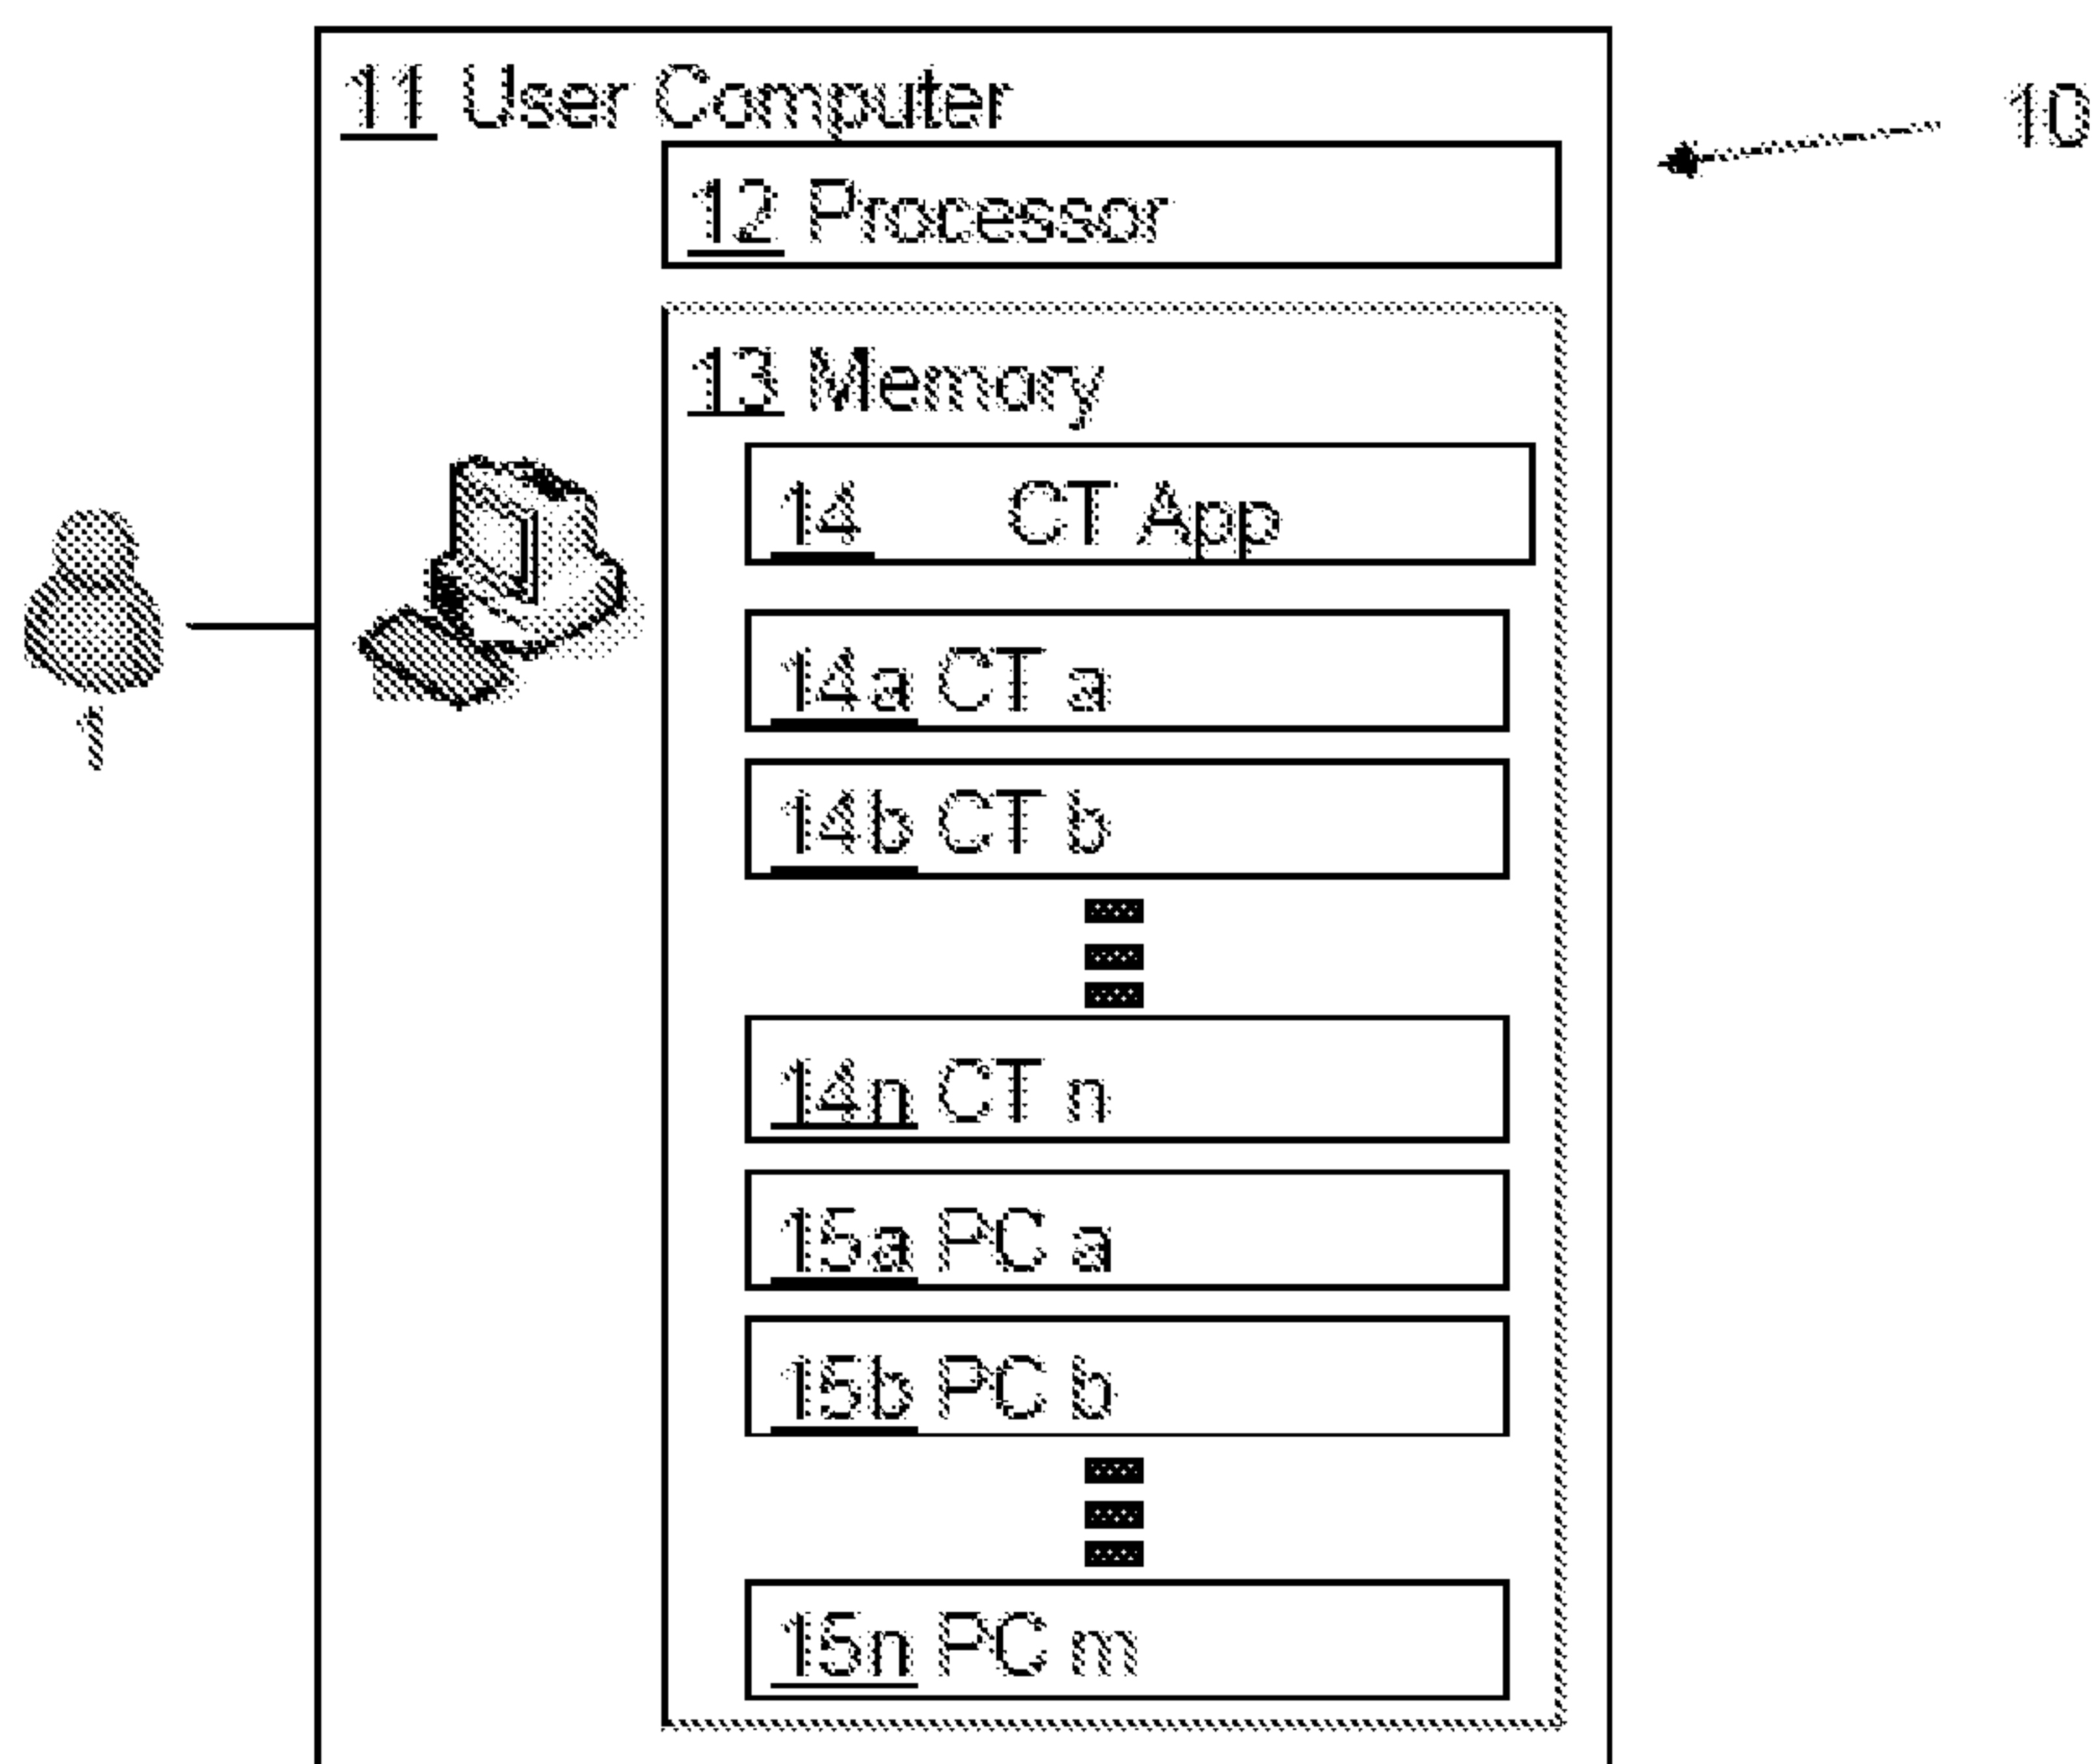 11 User Computer
10
12 Processor
13 Memory
14 CT App
14a CT a
1
14b CT b
14n CT n
15a PC a
15b PC b
15n PC m